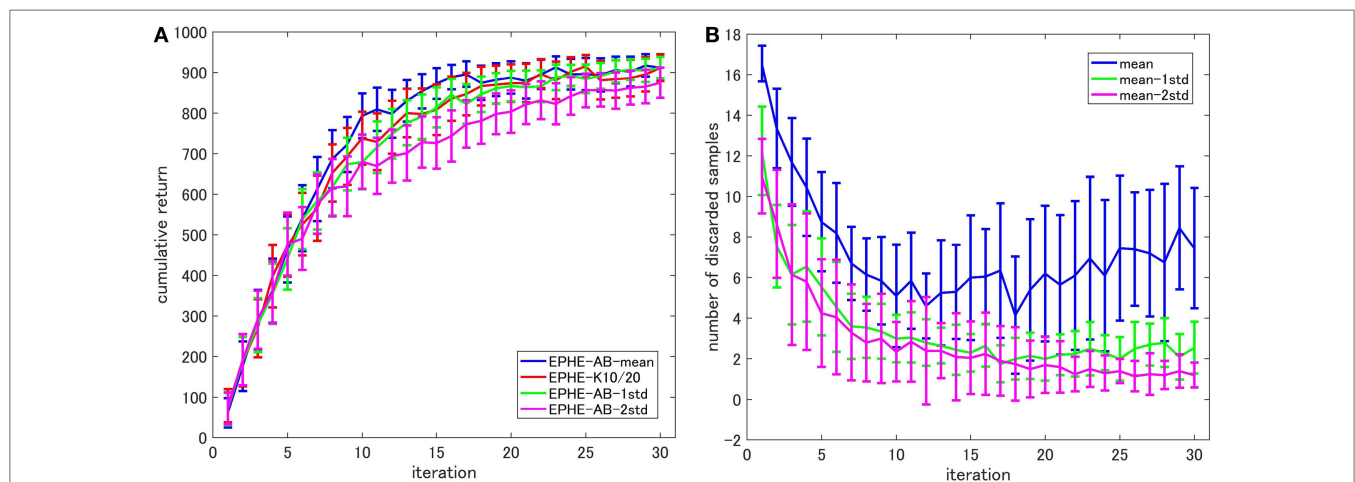 A
1000
900
800
700
600
500
400
300
200
100
0
cumulative return
0
5
10
15
20
25
30
iteration
EPHE-AB-mean
EPHE-K10/20
EPHE-AB-1std
EPHE-AB-2std
B
18
16
14
12
10
8
6
4
2
0
-2
number of discarded samples
0
5
10
15
20
25
30
iteration
mean
mean-1std
mean-2std